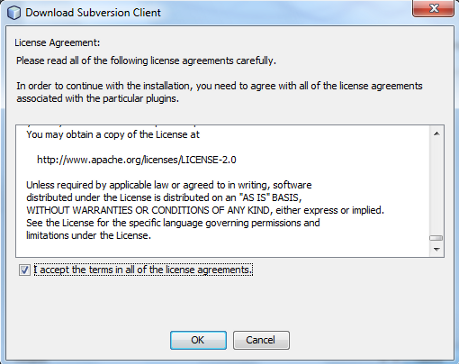 Download Subversion Client
License Agreement:
Please read all of the following license agreements carefully.
In order to continue with the installation, you need to agree with all of the license agreements
associated with the particular plugins.
You may obtain a copy of the License at
http://www.apache.org/licenses/LICENSE-2.0
Unless required by applicable law or agreed to in writing, software
distributed under the License is distributed on an "AS IS" BASIS,
WITHOUT WARRANTIES OR CONDITIONS OF ANY KIND, either express or implied.
See the License for the specific language governing permissions and
limitations under the License.
I accept the terms in all of the license agreements.
OK
Cancel